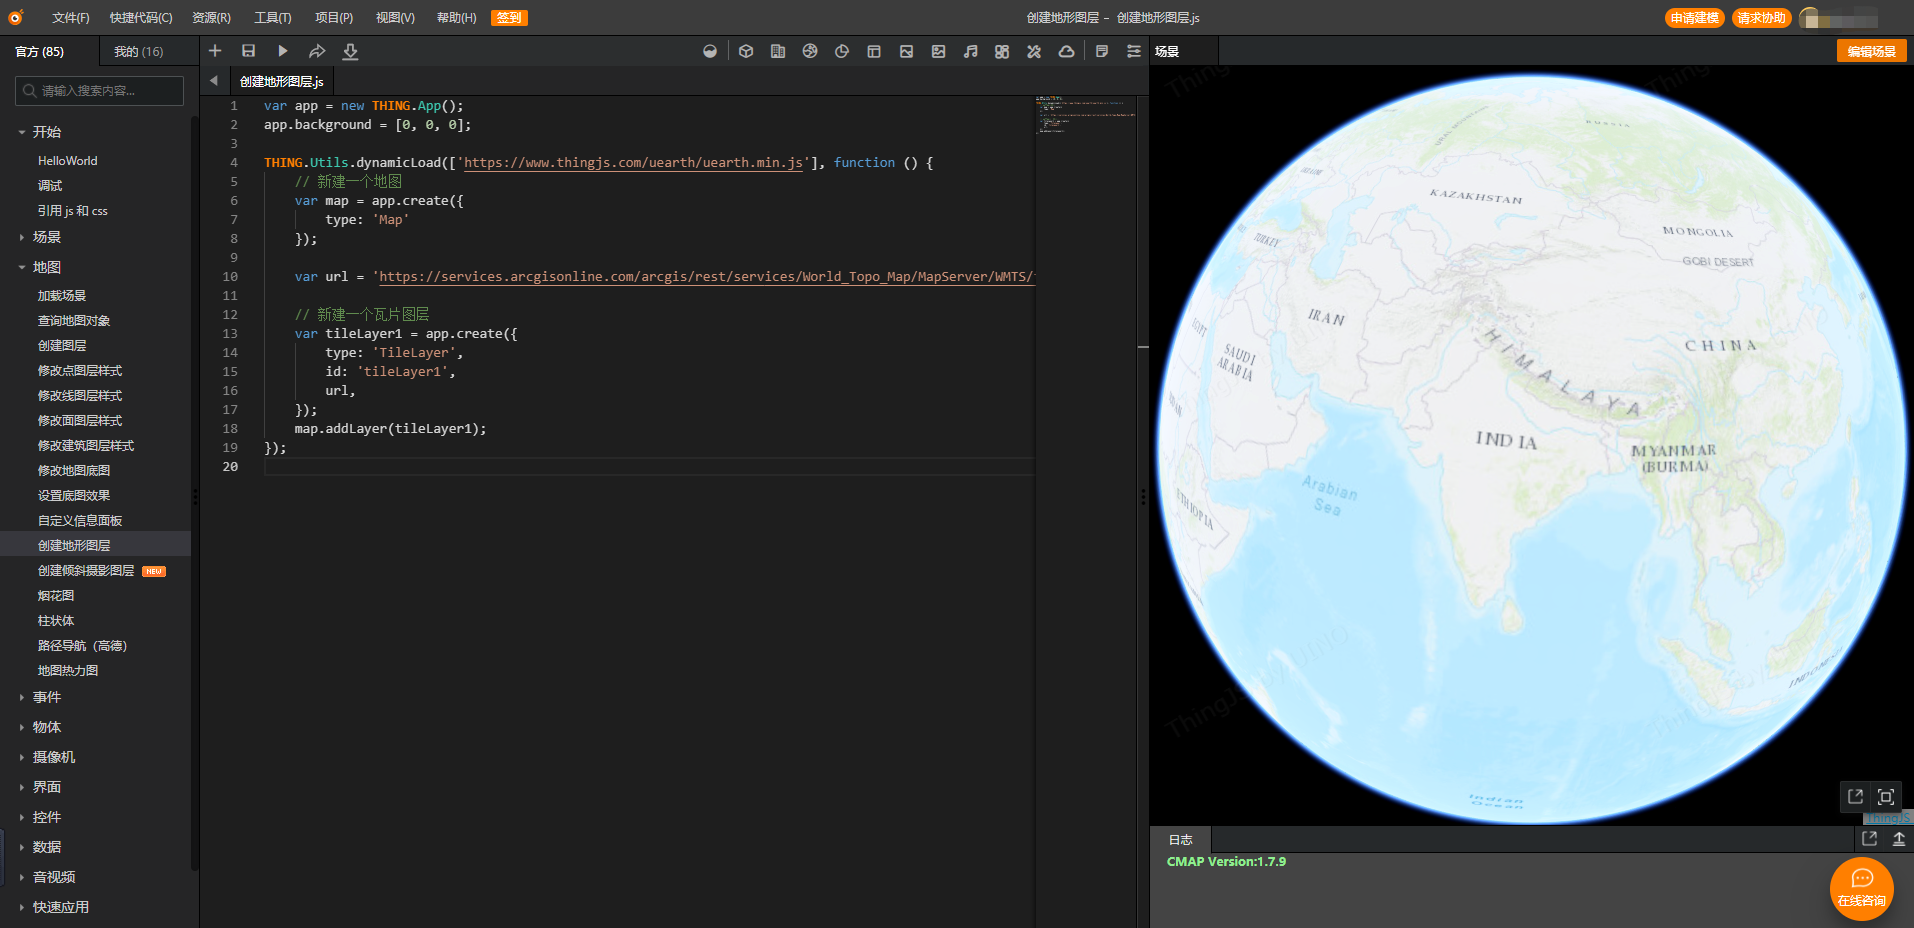 文件(F) 快捷代码(C) 资源(R) 工具(T) 项目(P) 视图(V) 帮助(H) 签到
创建地形图层 – 创建地形图层.js
申请建模 请求协助
官方 (85) 我的 (16)
请输入搜索内容...
开始
HelloWorld
调试
引用 js 和 css
场景
地图
加载场景
查询地图对象
创建图层
修改点图层样式
修改线图层样式
修改面图层样式
修改建筑图层样式
修改地图底图
设置底图效果
自定义信息面板
创建地形图层
创建倾斜摄影图层 NEW
烟花图
柱状体
路径导航（高德）
地图热力图
事件
物体
摄像机
界面
控件
数据
音视频
快速应用
创建地形图层.js
1 var app = new THING.App();
2 app.background = [0, 0, 0];
3
4 THING.Utils.dynamicLoad(['https://www.thingjs.com/uearth/uearth.min.js'], function () {
5 // 新建一个地图
6 var map = app.create({
7 type: 'Map'
8 });
9
10 var url = 'https://services.arcgisonline.com/arcgis/rest/services/World_Topo_Map/MapServer/WMTS/
11
12 // 新建一个瓦片图层
13 var tileLayer1 = app.create({
14 type: 'TileLayer',
15 id: 'tileLayer1',
16 url,
17 });
18 map.addLayer(tileLayer1);
19 });
20
场景
编辑场景
RUSSIA
KAZAKHSTAN
MONGOLIA
GOBI DESERT
TURKEY
IRAN
EGYPT
SAUDI
ARABIA
CHINA
HIMALAYA
INDIA
MYANMAR
(BURMA)
ETHIOPIA
Arabian
Sea
Indian
Ocean
ThingJS
日志
CMAP Version:1.7.9
在线咨询